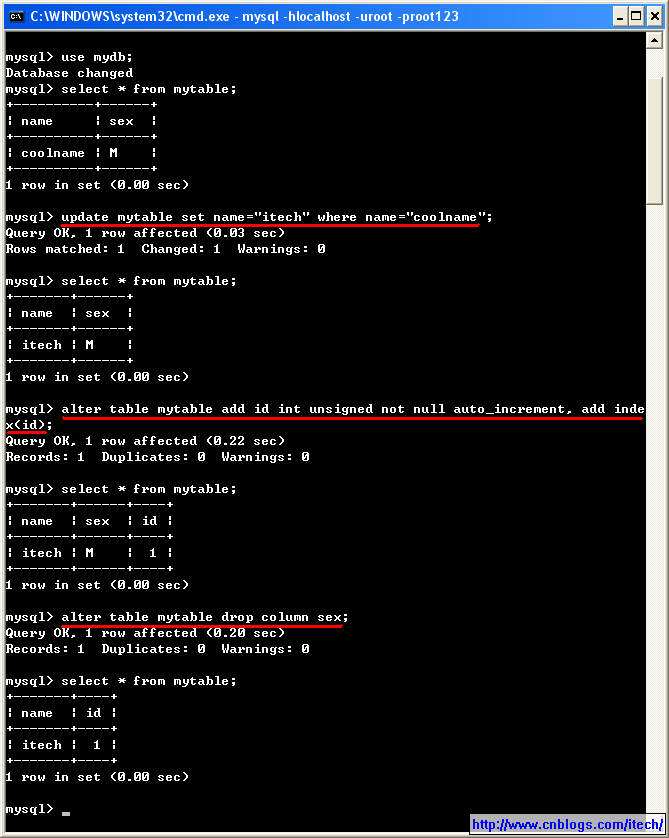 C:\WINDOWS\system32\cmd.exe - mysql -hlocalhost -uroot -proot123
mysql> use mydb;
Database changed
mysql> select * from mytable;
+----------+------+
| name     | sex  |
+----------+------+
| coolname | M    |
+----------+------+
1 row in set (0.00 sec)
mysql> update mytable set name="itech" where name="coolname";
Query OK, 1 row affected (0.03 sec)
Rows matched: 1  Changed: 1  Warnings: 0
mysql> select * from mytable;
+-------+------+
| name  | sex  |
+-------+------+
| itech | M    |
+-------+------+
1 row in set (0.00 sec)
mysql> alter table mytable add id int unsigned not null auto_increment, add inde
x(id);
Query OK, 1 row affected (0.22 sec)
Records: 1  Duplicates: 0  Warnings: 0
mysql> select * from mytable;
+-------+------+----+
| name  | sex  | id |
+-------+------+----+
| itech | M    |  1 |
+-------+------+----+
1 row in set (0.00 sec)
mysql> alter table mytable drop column sex;
Query OK, 1 row affected (0.20 sec)
Records: 1  Duplicates: 0  Warnings: 0
mysql> select * from mytable;
+-------+----+
| name  | id |
+-------+----+
| itech |  1 |
+-------+----+
1 row in set (0.00 sec)
mysql>
http://www.cnblogs.com/itech/